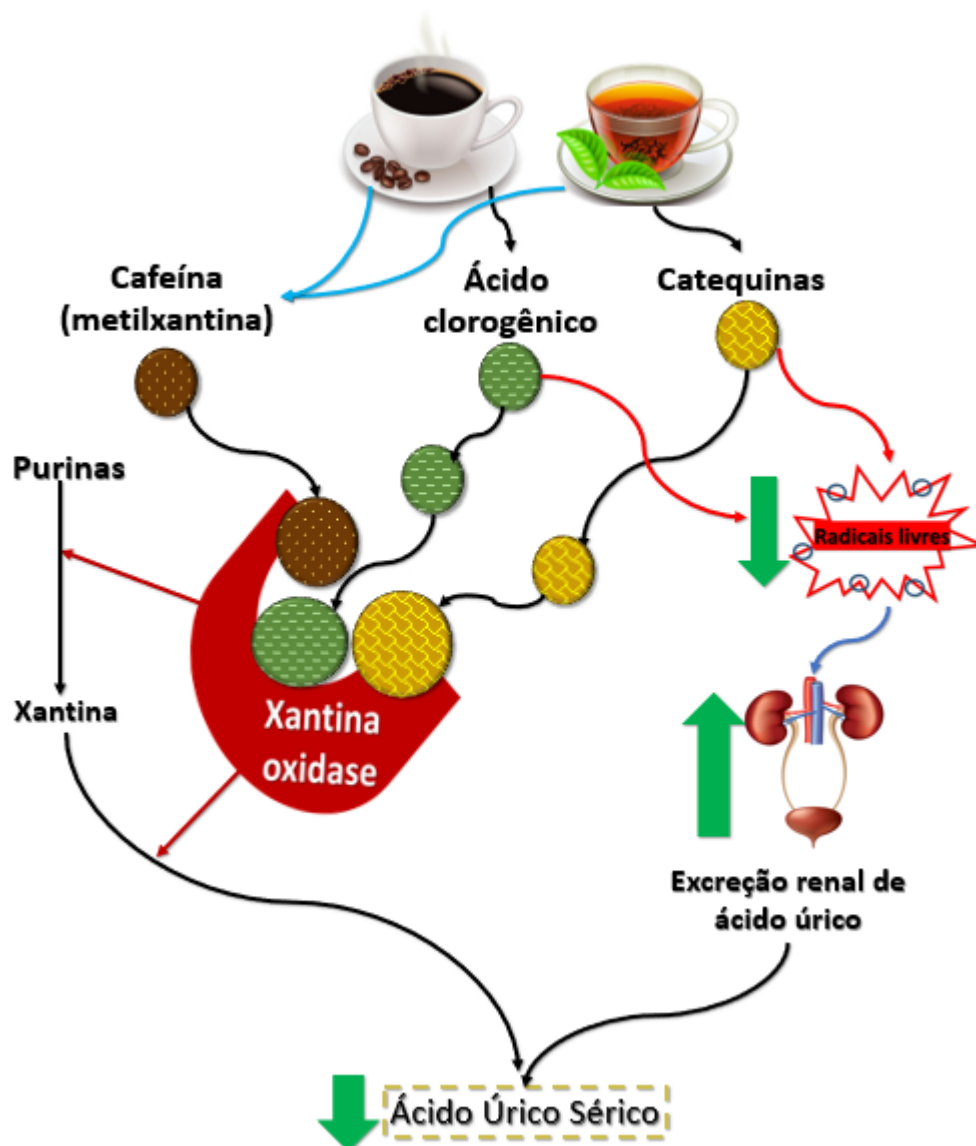 Cafeína
(metilxantina)
Ácido
clorogênico
Catequinas
Purinas
Radicais livres
Xantina
Xantina
oxidase
Excreção renal de
ácido úrico
Ácido Úrico Sérico